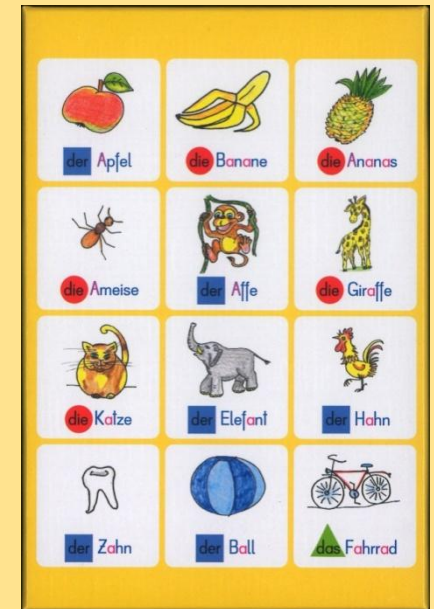 der Apfel
die Banane
die Ananas
die Ameise
der Affe
die Giraffe
die Katze
der Elefant
der Hahn
der Zahn
der Ball
das Fahrrad